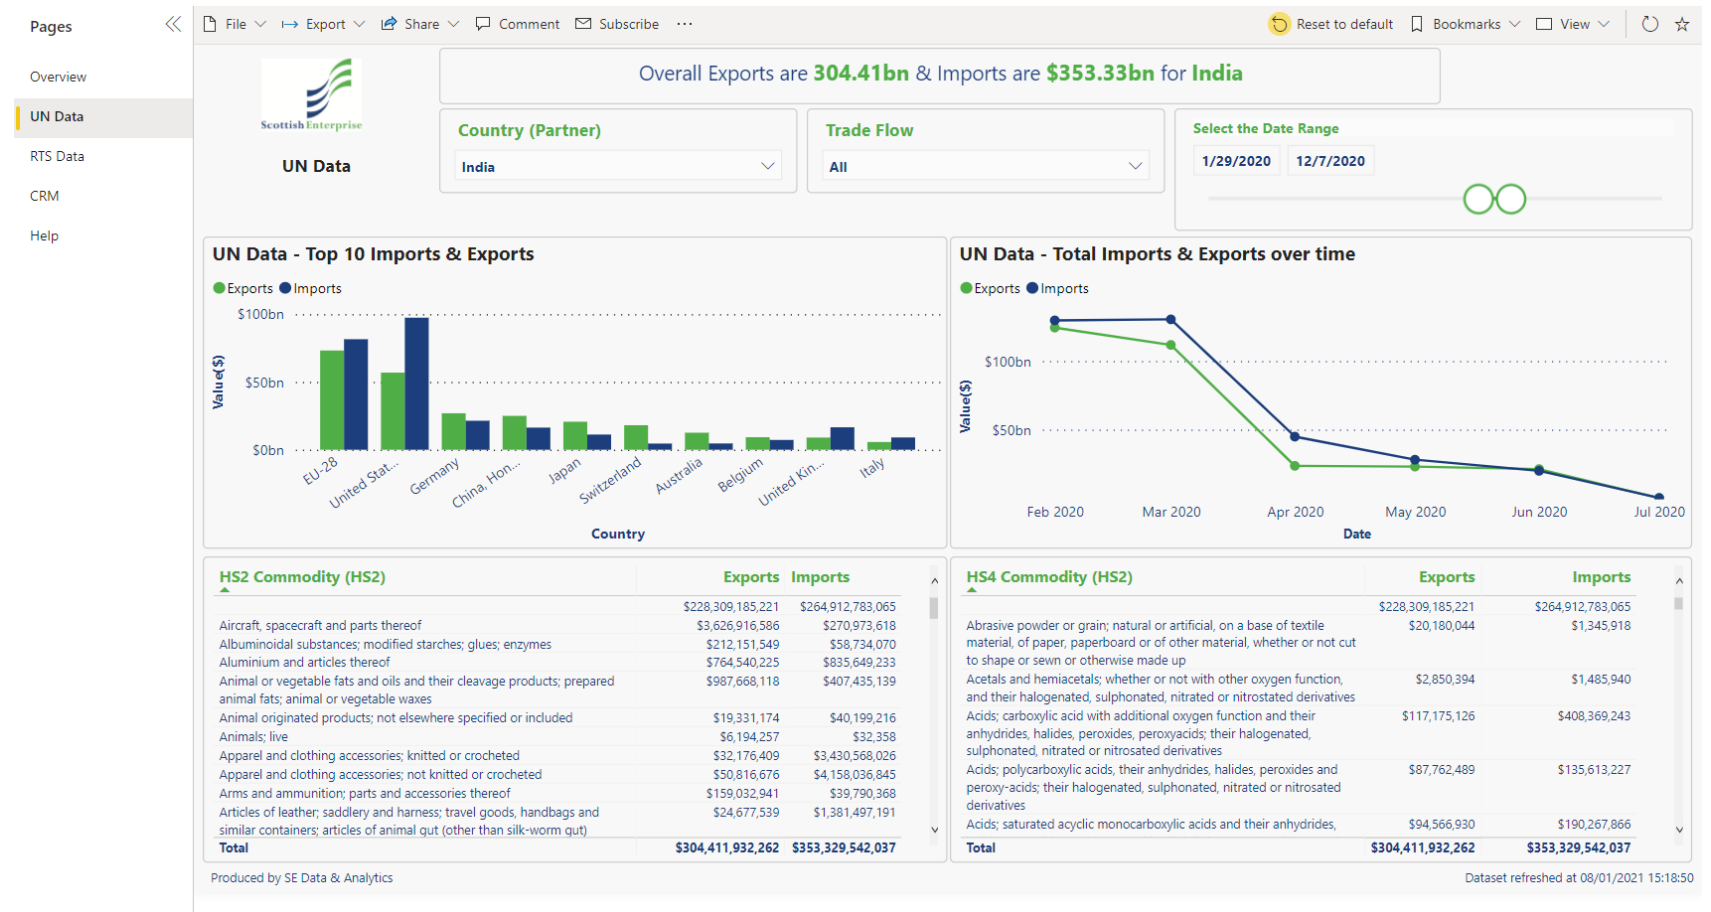 Pages
Overview
UN Data
RTS Data
CRM
Help
File
Export
Share
Comment
Subscribe
Reset to default
Bookmarks
View
Scottish Enterprise
UN Data
Overall Exports are 304.41bn & Imports are $353.33bn for India
Country (Partner)
India
Trade Flow
All
Select the Date Range
1/29/2020 12/7/2020
UN Data - Top 10 Imports & Exports
Exports Imports
Value($)
$100bn
$50bn
$0bn
EU-28
United Stat...
Germany
China, Hon...
Japan
Switzerland
Australia
Belgium
United Kin...
Italy
Country
UN Data - Total Imports & Exports over time
Exports Imports
Value($)
$100bn
$50bn
Feb 2020 Mar 2020 Apr 2020 May 2020 Jun 2020 Jul 2020
Date
HS2 Commodity (HS2) Exports Imports
$228,309,185,221 $264,912,783,065
Aircraft, spacecraft and parts thereof $3,626,916,586 $270,973,618
Albuminoidal substances; modified starches; glues; enzymes $212,151,549 $58,734,070
Aluminium and articles thereof $764,540,225 $835,649,233
Animal or vegetable fats and oils and their cleavage products; prepared $987,668,118 $407,435,139
animal fats; animal or vegetable waxes
Animal originated products; not elsewhere specified or included $19,331,174 $40,199,216
Animals; live $6,194,257 $32,358
Apparel and clothing accessories; knitted or crocheted $32,176,409 $3,430,568,026
Apparel and clothing accessories; not knitted or crocheted $50,816,676 $4,158,036,845
Arms and ammunition; parts and accessories thereof $159,032,941 $39,790,368
Articles of leather; saddlery and harness; travel goods, handbags and $24,677,539 $1,381,497,191
similar containers; articles of animal gut (other than silk-worm gut)
Total $304,411,932,262 $353,329,542,037
HS4 Commodity (HS2) Exports Imports
$228,309,185,221 $264,912,783,065
Abrasive powder or grain; natural or artificial, on a base of textile $20,180,044 $1,345,918
material, of paper, paperboard or of other material, whether or not cut
to shape or sewn or otherwise made up
Acetals and hemiacetals; whether or not with other oxygen function, $2,850,394 $1,485,940
and their halogenated, sulphonated, nitrated or nitrostated derivatives
Acids; carboxylic acid with additional oxygen function and their $117,175,126 $408,369,243
anhydrides, halides, peroxides, peroxyacids; their halogenated,
sulphonated, nitrated or nitrosated derivatives
Acids; polycarboxylic acids, their anhydrides, halides, peroxides and $87,762,489 $135,613,227
peroxy-acids; their halogenated, sulphonated, nitrated or nitrosated
derivatives
Acids; saturated acyclic monocarboxylic acids and their anhydrides, $94,566,930 $190,267,866
Total $304,411,932,262 $353,329,542,037
Produced by SE Data & Analytics
Dataset refreshed at 08/01/2021 15:18:50